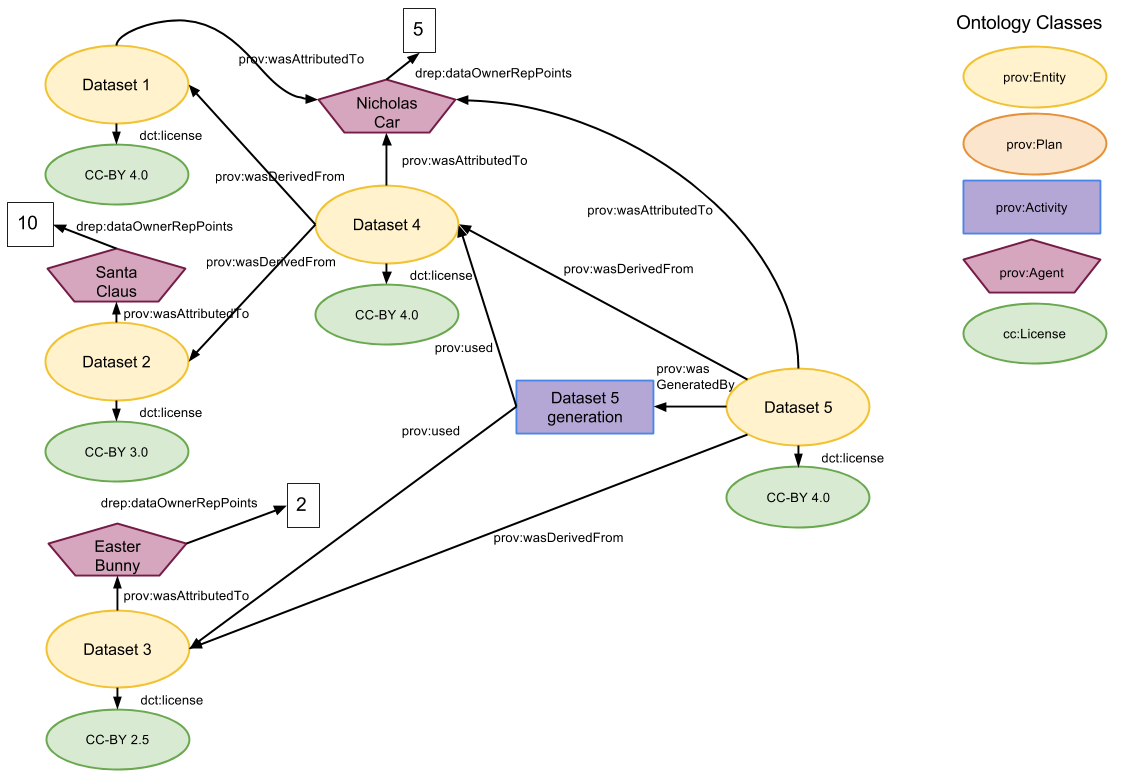 Ontology Classes
prov:Entity
prov:Plan
prov:Activity
prov:Agent
cc:License
5
prov:wasAttributedTo
drep:dataOwnerRepPoints
Dataset 1
Nicholas
Car
dct:license
prov:wasAttributedTo
CC-BY 4.0
prov:wasDerivedFrom
10
drep:dataOwnerRepPoints
Dataset 4
prov:wasAttributedTo
prov:wasDerivedFrom
dct:license
prov:wasDerivedFrom
Santa
Claus
prov:wasAttributedTo
CC-BY 4.0
Dataset 2
prov:used
prov:was
GeneratedBy
Dataset 5
generation
Dataset 5
dct:license
prov:used
CC-BY 3.0
dct:license
CC-BY 4.0
drep:dataOwnerRepPoints
2
prov:wasDerivedFrom
Easter
Bunny
prov:wasAttributedTo
Dataset 3
dct:license
CC-BY 2.5